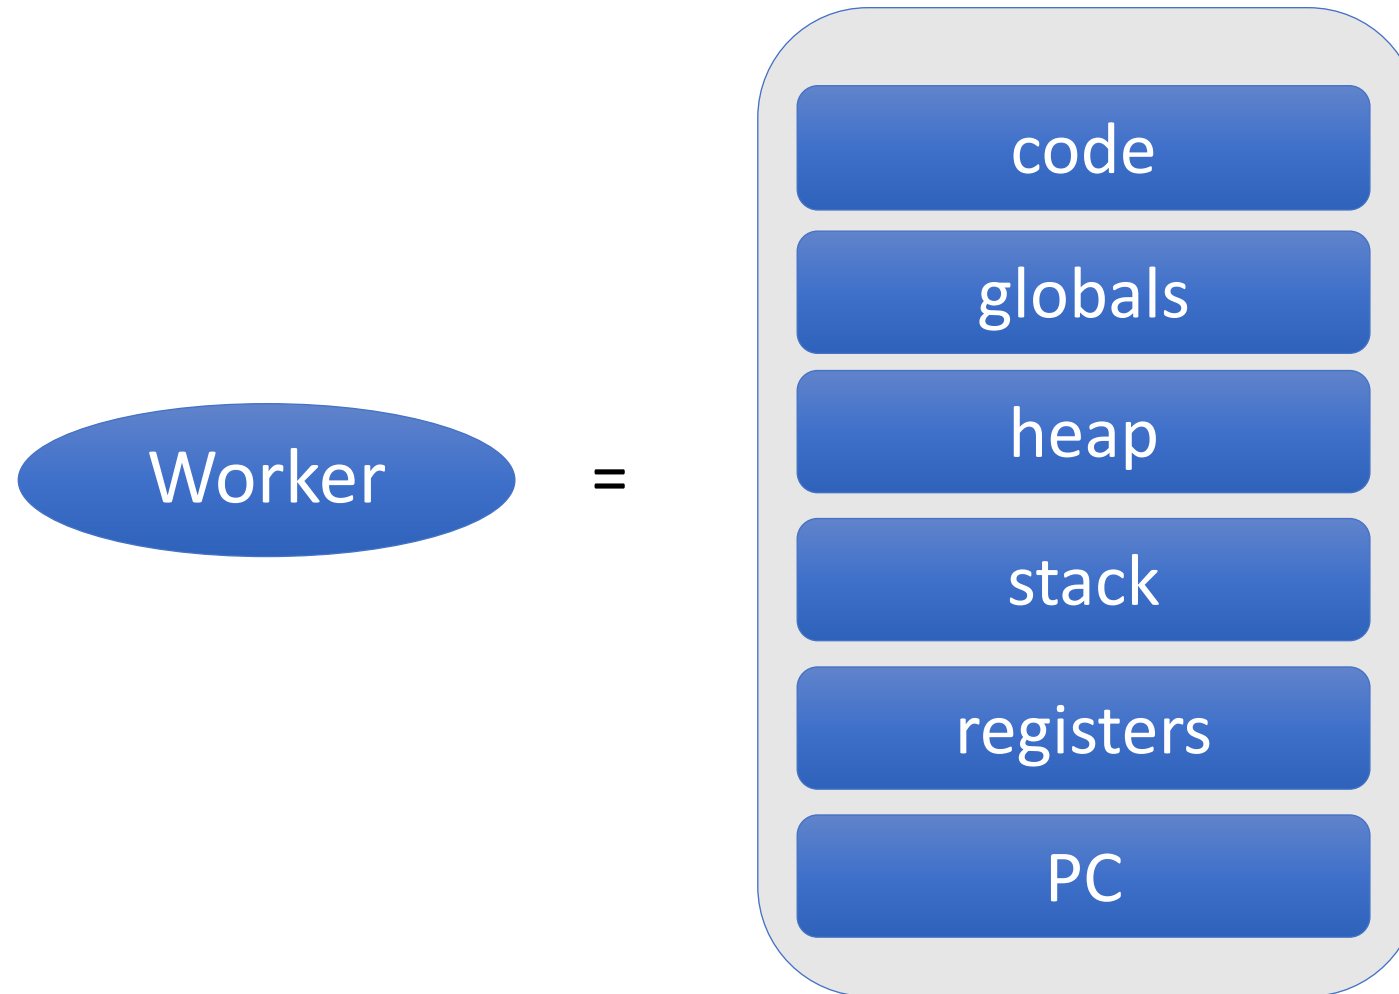 code
globals
heap
Worker =
stack
registers
PC